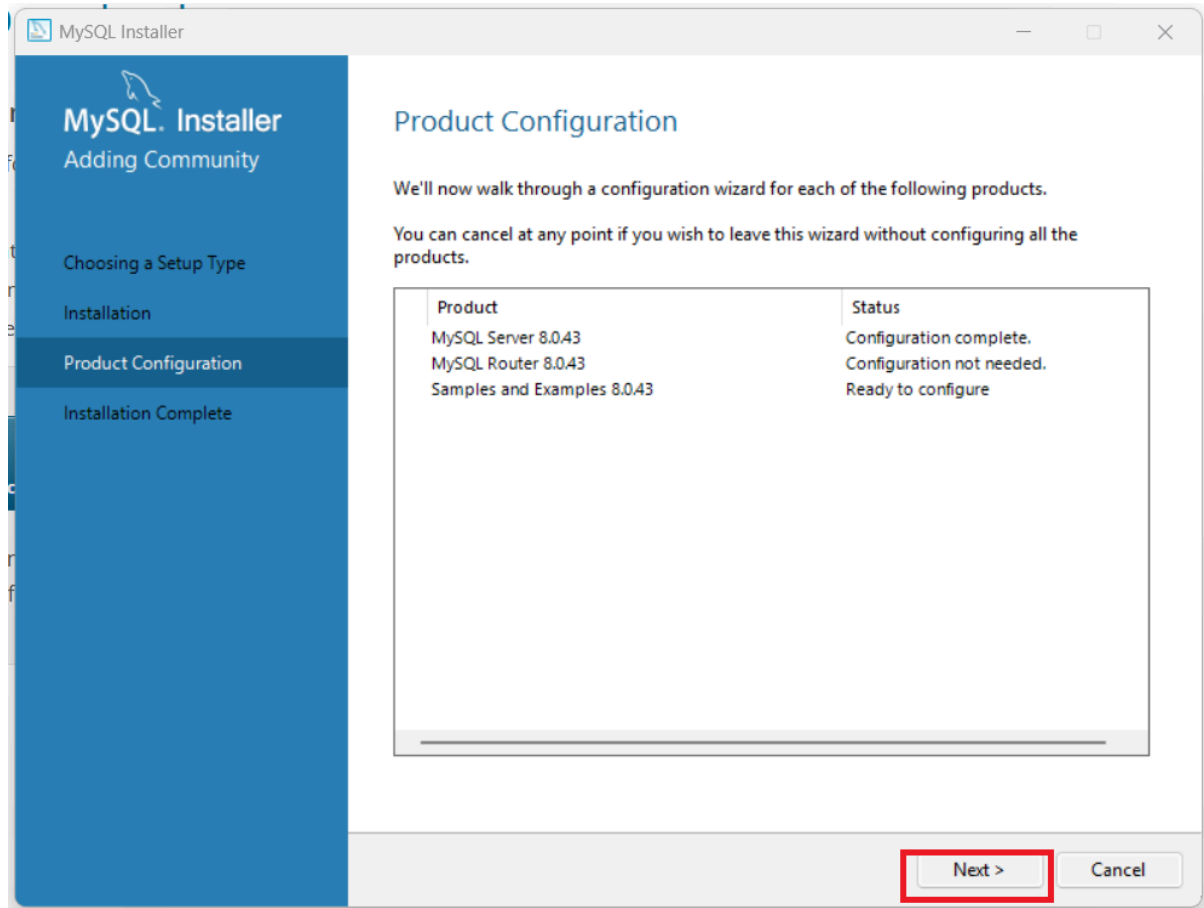 MySQL Installer
MySQL. Installer
Adding Community
Choosing a Setup Type
Installation
Product Configuration
Installation Complete
Product Configuration
We'll now walk through a configuration wizard for each of the following products.
You can cancel at any point if you wish to leave this wizard without configuring all the
products.
Product Status
MySQL Server 8.0.43 Configuration complete.
MySQL Router 8.0.43 Configuration not needed.
Samples and Examples 8.0.43 Ready to configure
Next >
Cancel